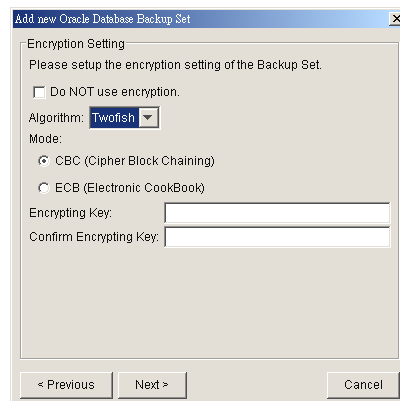 Add new Oracle Database Backup Set
Encryption Setting
Please setup the encryption setting of the Backup Set.
Do NOT use encryption.
Algorithm: Twofish
Mode:
CBC (Cipher Block Chaining)
ECB (Electronic CookBook)
Encrypting Key:
Confirm Encrypting Key:
< Previous Next > Cancel